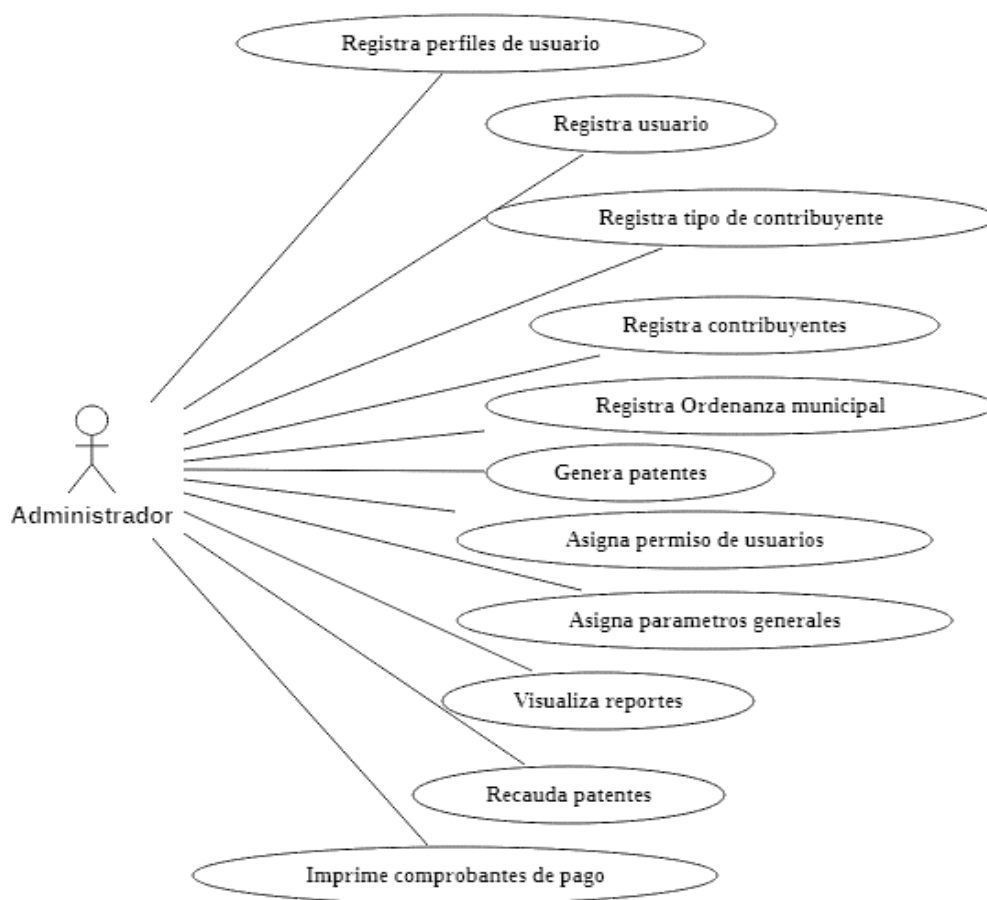 Registra perfiles de usuario
Registra usuario
Registra tipo de contribuyente
Registra contribuyentes
Registra Ordenanza municipal
Genera patentes
Administrador
Asigna permiso de usuarios
Asigna parametros generales
Visualiza reportes
Recauda patentes
Imprime comprobantes de pago